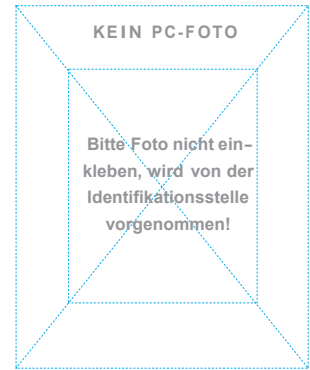 KEIN PC-FOTO
Bitte Foto nicht ein-
kleben, wird von der
Identifikationsstelle
vorgenommen!